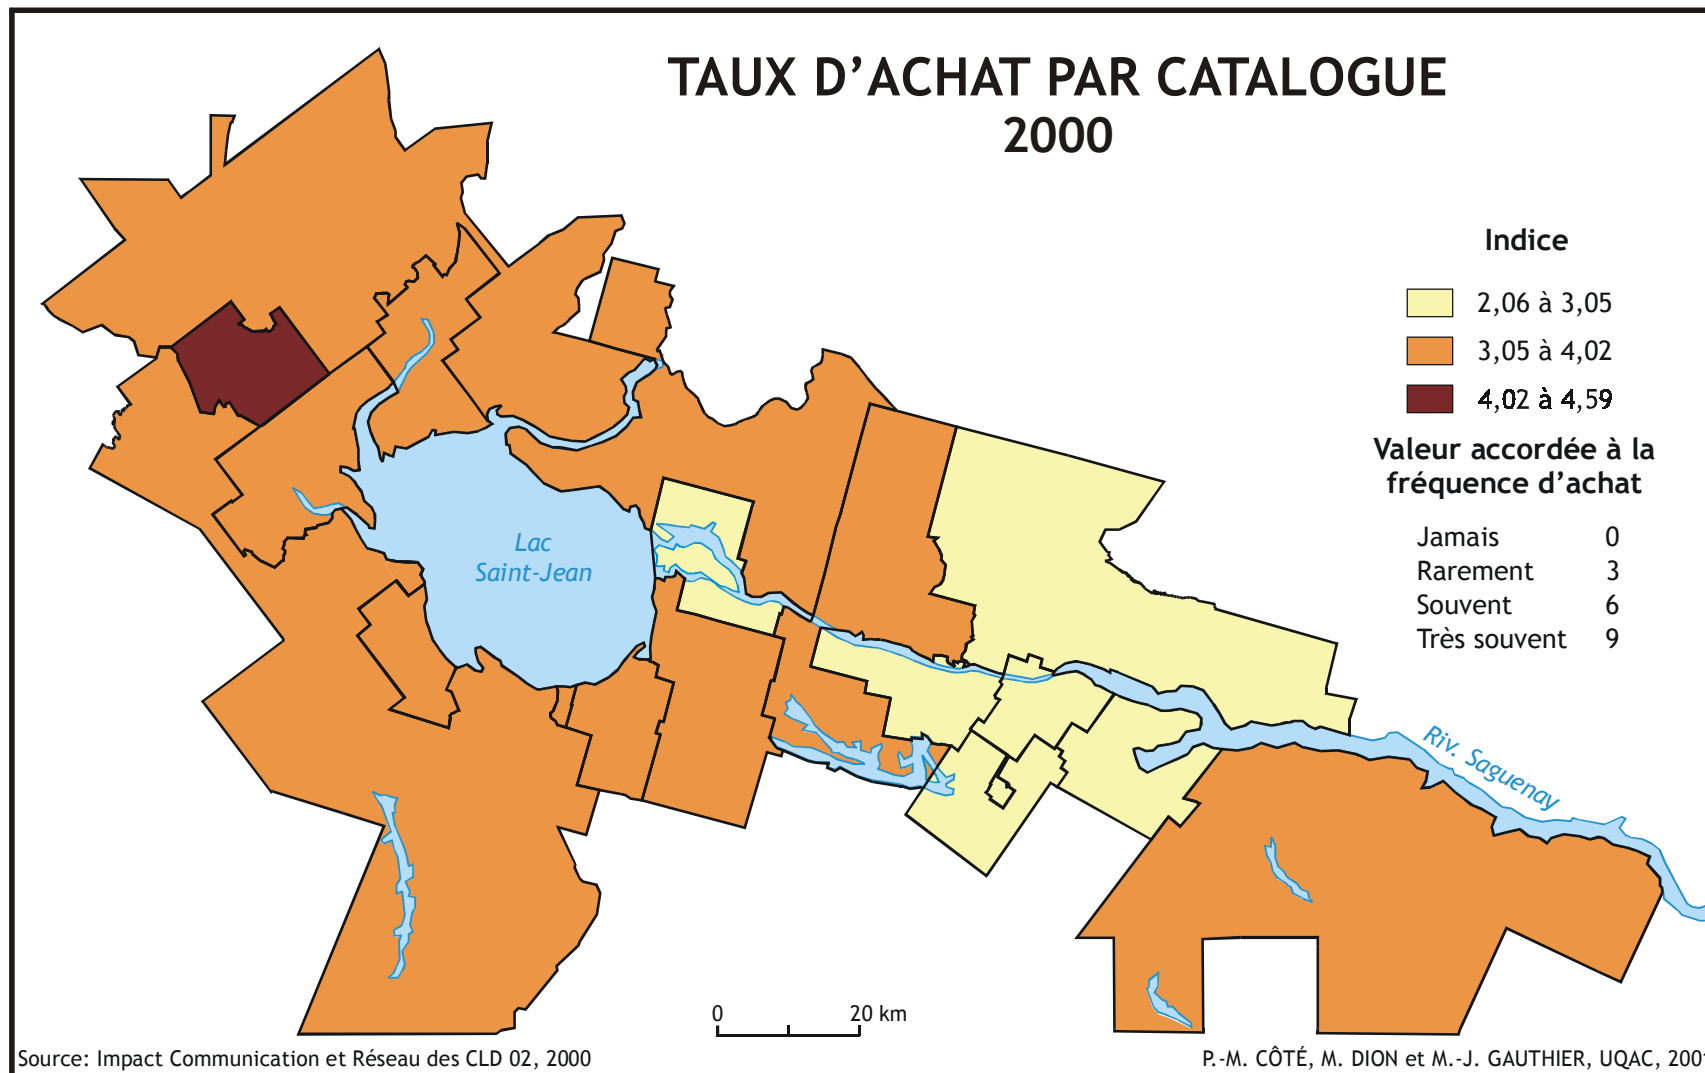 TAUX D'ACHAT PAR CATALOGUE
2000
Indice
2,06 à 3,05
3,05 à 4,02
4,02 à 4,59
Valeur accordée à la
fréquence d'achat
Jamais 0
Rarement 3
Souvent 6
Très souvent 9
Lac
Saint-Jean
Riv. Saguenay
0 20 km
Source: Impact Communication et Réseau des CLD 02, 2000
P.-M. CÔTÉ, M. DION et M.-J. GAUTHIER, UQAC, 2001